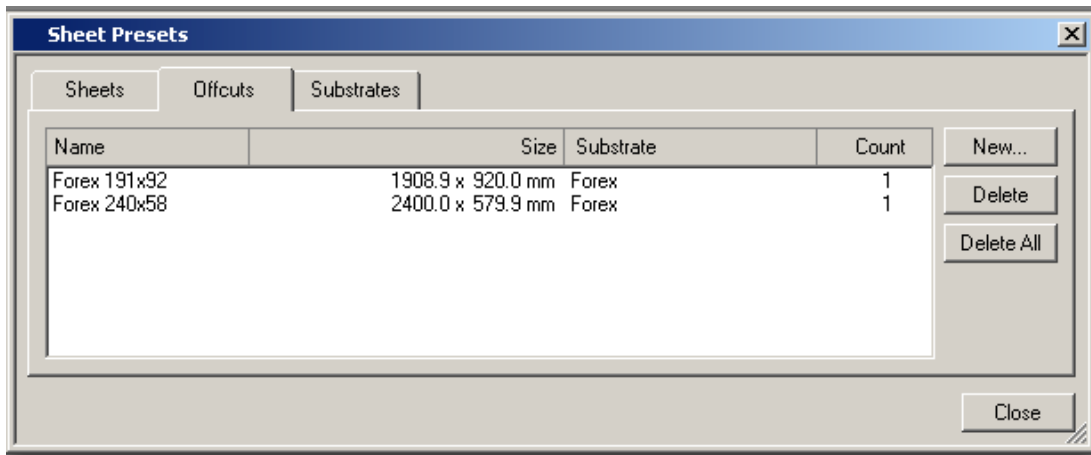 Sheet Presets
Sheets Offcuts Substrates
Name Size Substrate Count
Forex 191x92 1908.9 x 920.0 mm Forex 1
Forex 240x58 2400.0 x 579.9 mm Forex 1
New...
Delete
Delete All
Close